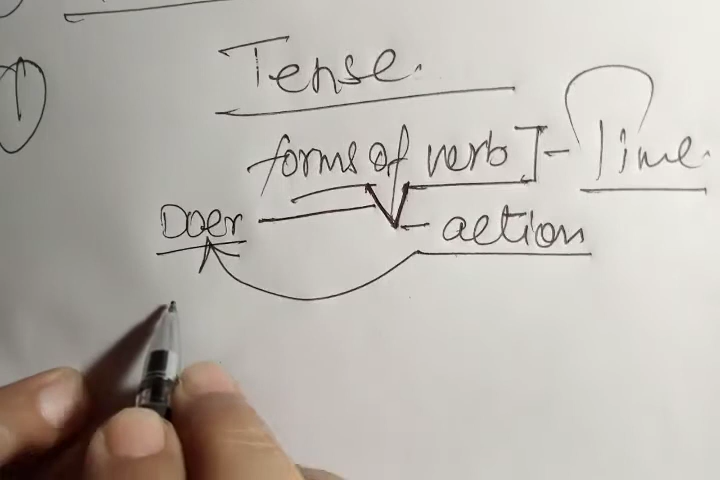 Tense.
forms of verb] - Time.
Doer — V - action